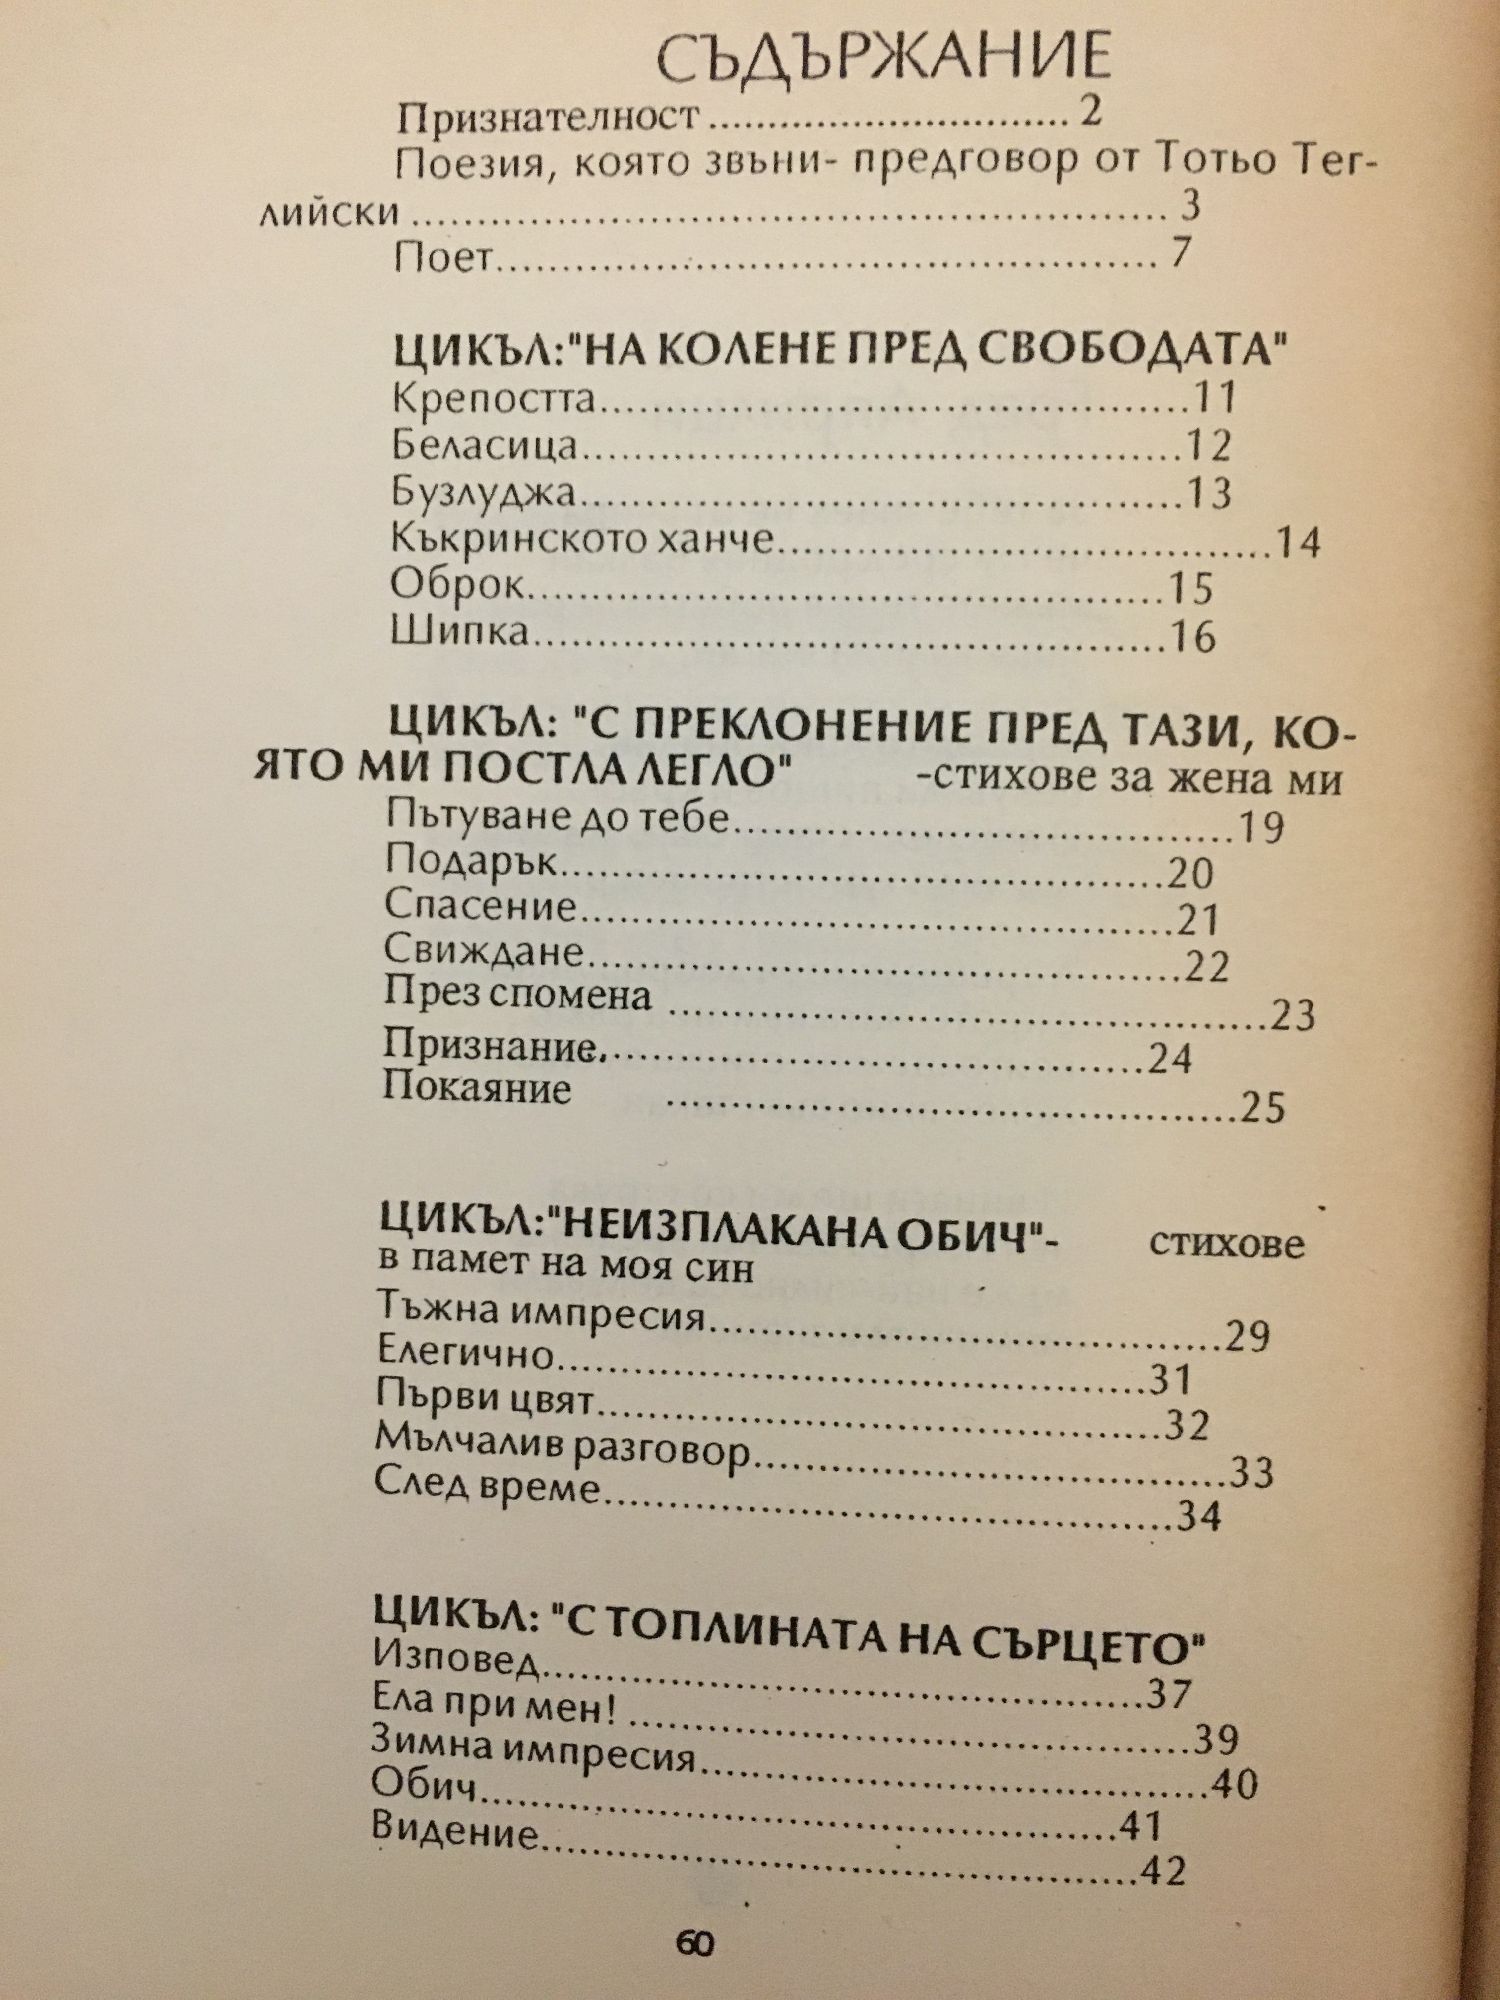 СЪДЪРЖАНИЕ
Признателност.............................. 2
Поезия, която звъни- предговор от Тотьо Тег-
лийски............................................................ 3
Поет..................................................... 7
ЦИКЪЛ:"НА КОЛЕНЕ ПРЕД СВОБОДАТА"
Крепостта...............................................11
Беласица................................................12
Бузлуджа................................................13
Къкринското ханче.......................................14
Оброк...................................................15
Шипка...................................................16
ЦИКЪЛ: "С ПРЕКЛОНЕНИЕ ПРЕД ТАЗИ, КО-
ЯТО МИ ПОСТЛА ЛЕГЛО" -стихове за жена ми
Пътуване до тебе........................................19
Подарък................................................20
Спасение...............................................21
Свиждане...............................................22
През спомена ...............................................23
Признание...........................................24
Покаяние .............................................25
ЦИКЪЛ:"НЕИЗПЛАКАНА ОБИЧ"- стихове
в памет на моя син
Тъжна импресия.........................................29
Елегично...............................................31
Първи цвят.............................................32
Мълчалив разговор......................................33
След време.............................................34
ЦИКЪЛ: "С ТОПЛИНАТА НА СЪРЦЕТО"
Изповед................................................37
Ела при мен! .............................................39
Зимна импресия.........................................40
Обич...................................................41
Видение................................................42
60